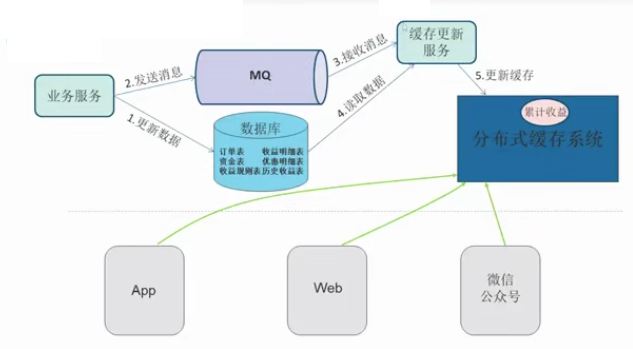 缓存更新
服务
3.接收消息
2.发送消息
MQ
5.更新缓存
业务服务
1.更新数据
4.读取数据
累计收益
分布式缓存系统
数据库
订单表 收益明细表
资金表 优惠明细表
收益规则表 历史收益表
App
Web
微信
公众号